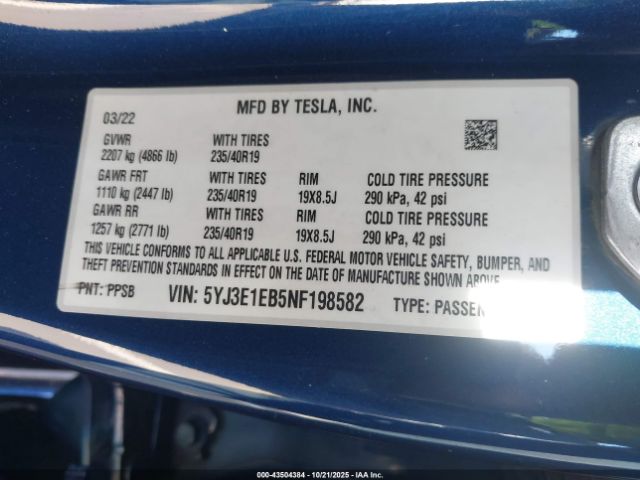 MFD BY TESLA, INC.
03/22
GVWR WITH TIRES
2207 kg (4866 lb) 235/40R19
GAWR FRT WITH TIRES RIM COLD TIRE PRESSURE
1110 kg (2447 lb) 235/40R19 19X8.5J 290 kPa, 42 psi
GAWR RR WITH TIRES RIM COLD TIRE PRESSURE
1257 kg (2771 lb) 235/40R19 19X8.5J 290 kPa, 42 psi
THIS VEHICLE CONFORMS TO ALL APPLICABLE U.S. FEDERAL MOTOR VEHICLE SAFETY, BUMPER, AND
THEFT PREVENTION STANDARDS IN EFFECT ON THE DATE OF MANUFACTURE SHOWN ABOVE.
PNT: PPSB VIN: 5YJ3E1EB5NF198582 TYPE: PASSEN
© IAA - 43504384 - 10/21/2025 - © IAA, Inc.